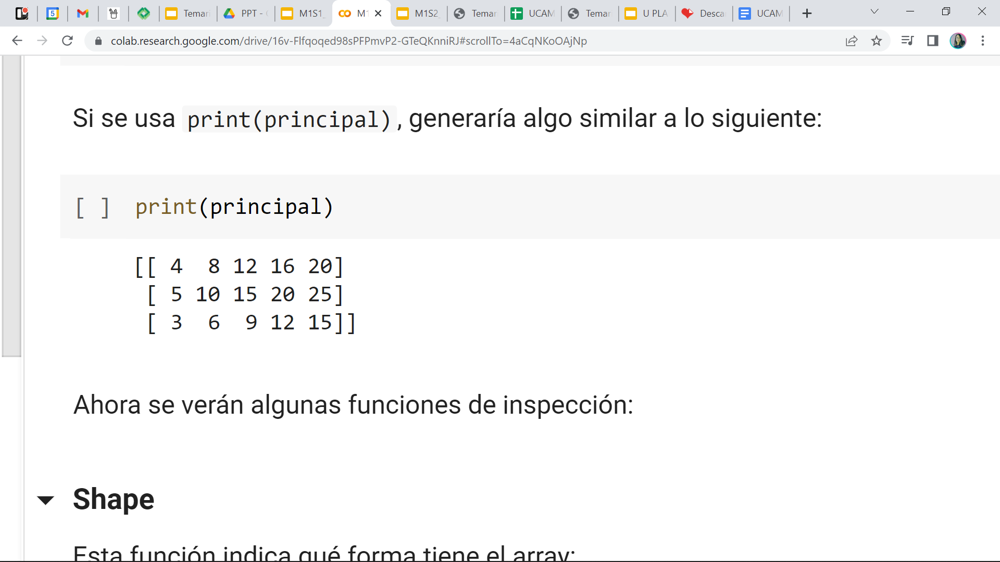 5
Temari
PPT -
M1S1_
M1
M1S2_
Temar
UCAM
Temar
U PLA
Desca
UCAM
colab.research.google.com/drive/16v-Flfqoqed98sPFPmvP2-GTeQKnniRJ#scrollTo=4aCqNKoOAjNp
Si se usa print(principal), generaría algo similar a lo siguiente:
[ ] print(principal)
[[ 4  8 12 16 20]
 [ 5 10 15 20 25]
 [ 3  6  9 12 15]]
Ahora se verán algunas funciones de inspección:
Shape
Esta función indica qué forma tiene el array: